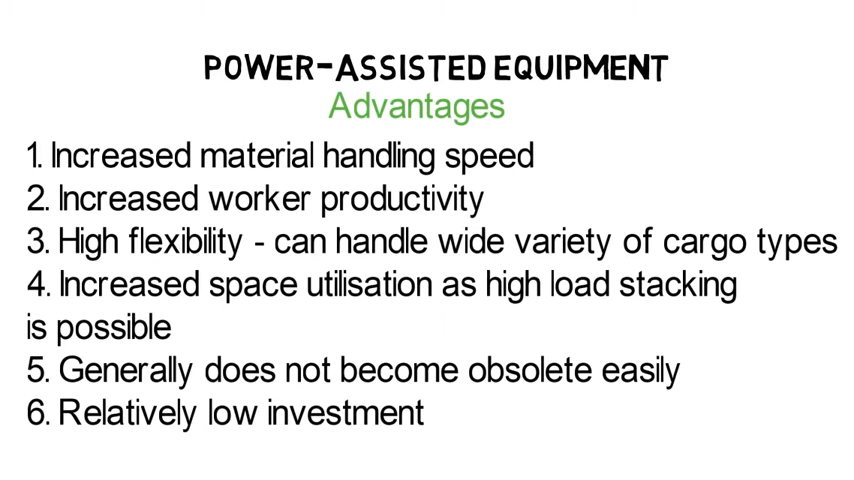 POWER-ASSISTED EQUIPMENT
Advantages
1. Increased material handling speed
2. Increased worker productivity
3. High flexibility - can handle wide variety of cargo types
4. Increased space utilisation as high load stacking
is possible
5. Generally does not become obsolete easily
6. Relatively low investment